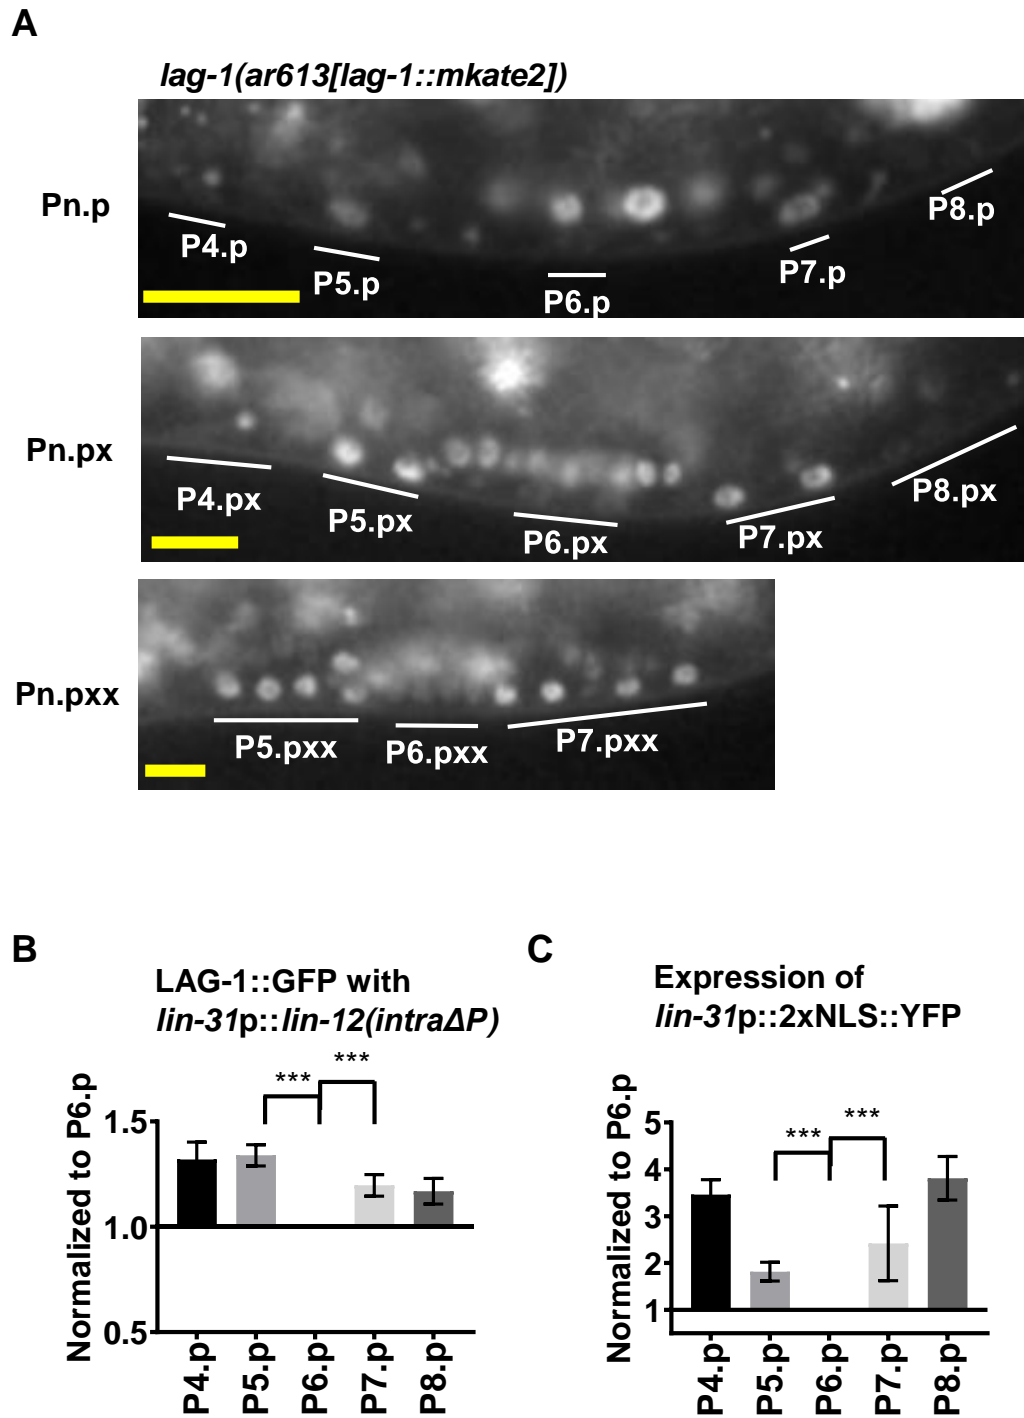 A
lag-1(ar613[lag-1::mkate2])
Pn.p
P4.p
P5.p
P6.p
P7.p
P8.p
Pn.px
P4.px
P5.px
P6.px
P7.px
P8.px
Pn.pxx
P5.pxx
P6.pxx
P7.pxx
B
LAG-1::GFP with
lin-31p::lin-12(intraΔP)
Normalized to P6.p
1.5
1.0
0.5
***
***
P4.p
P5.p
P6.p
P7.p
P8.p
C
Expression of
lin-31p::2xNLS::YFP
Normalized to P6.p
5
4
3
2
1
***
***
P4.p
P5.p
P6.p
P7.p
P8.p